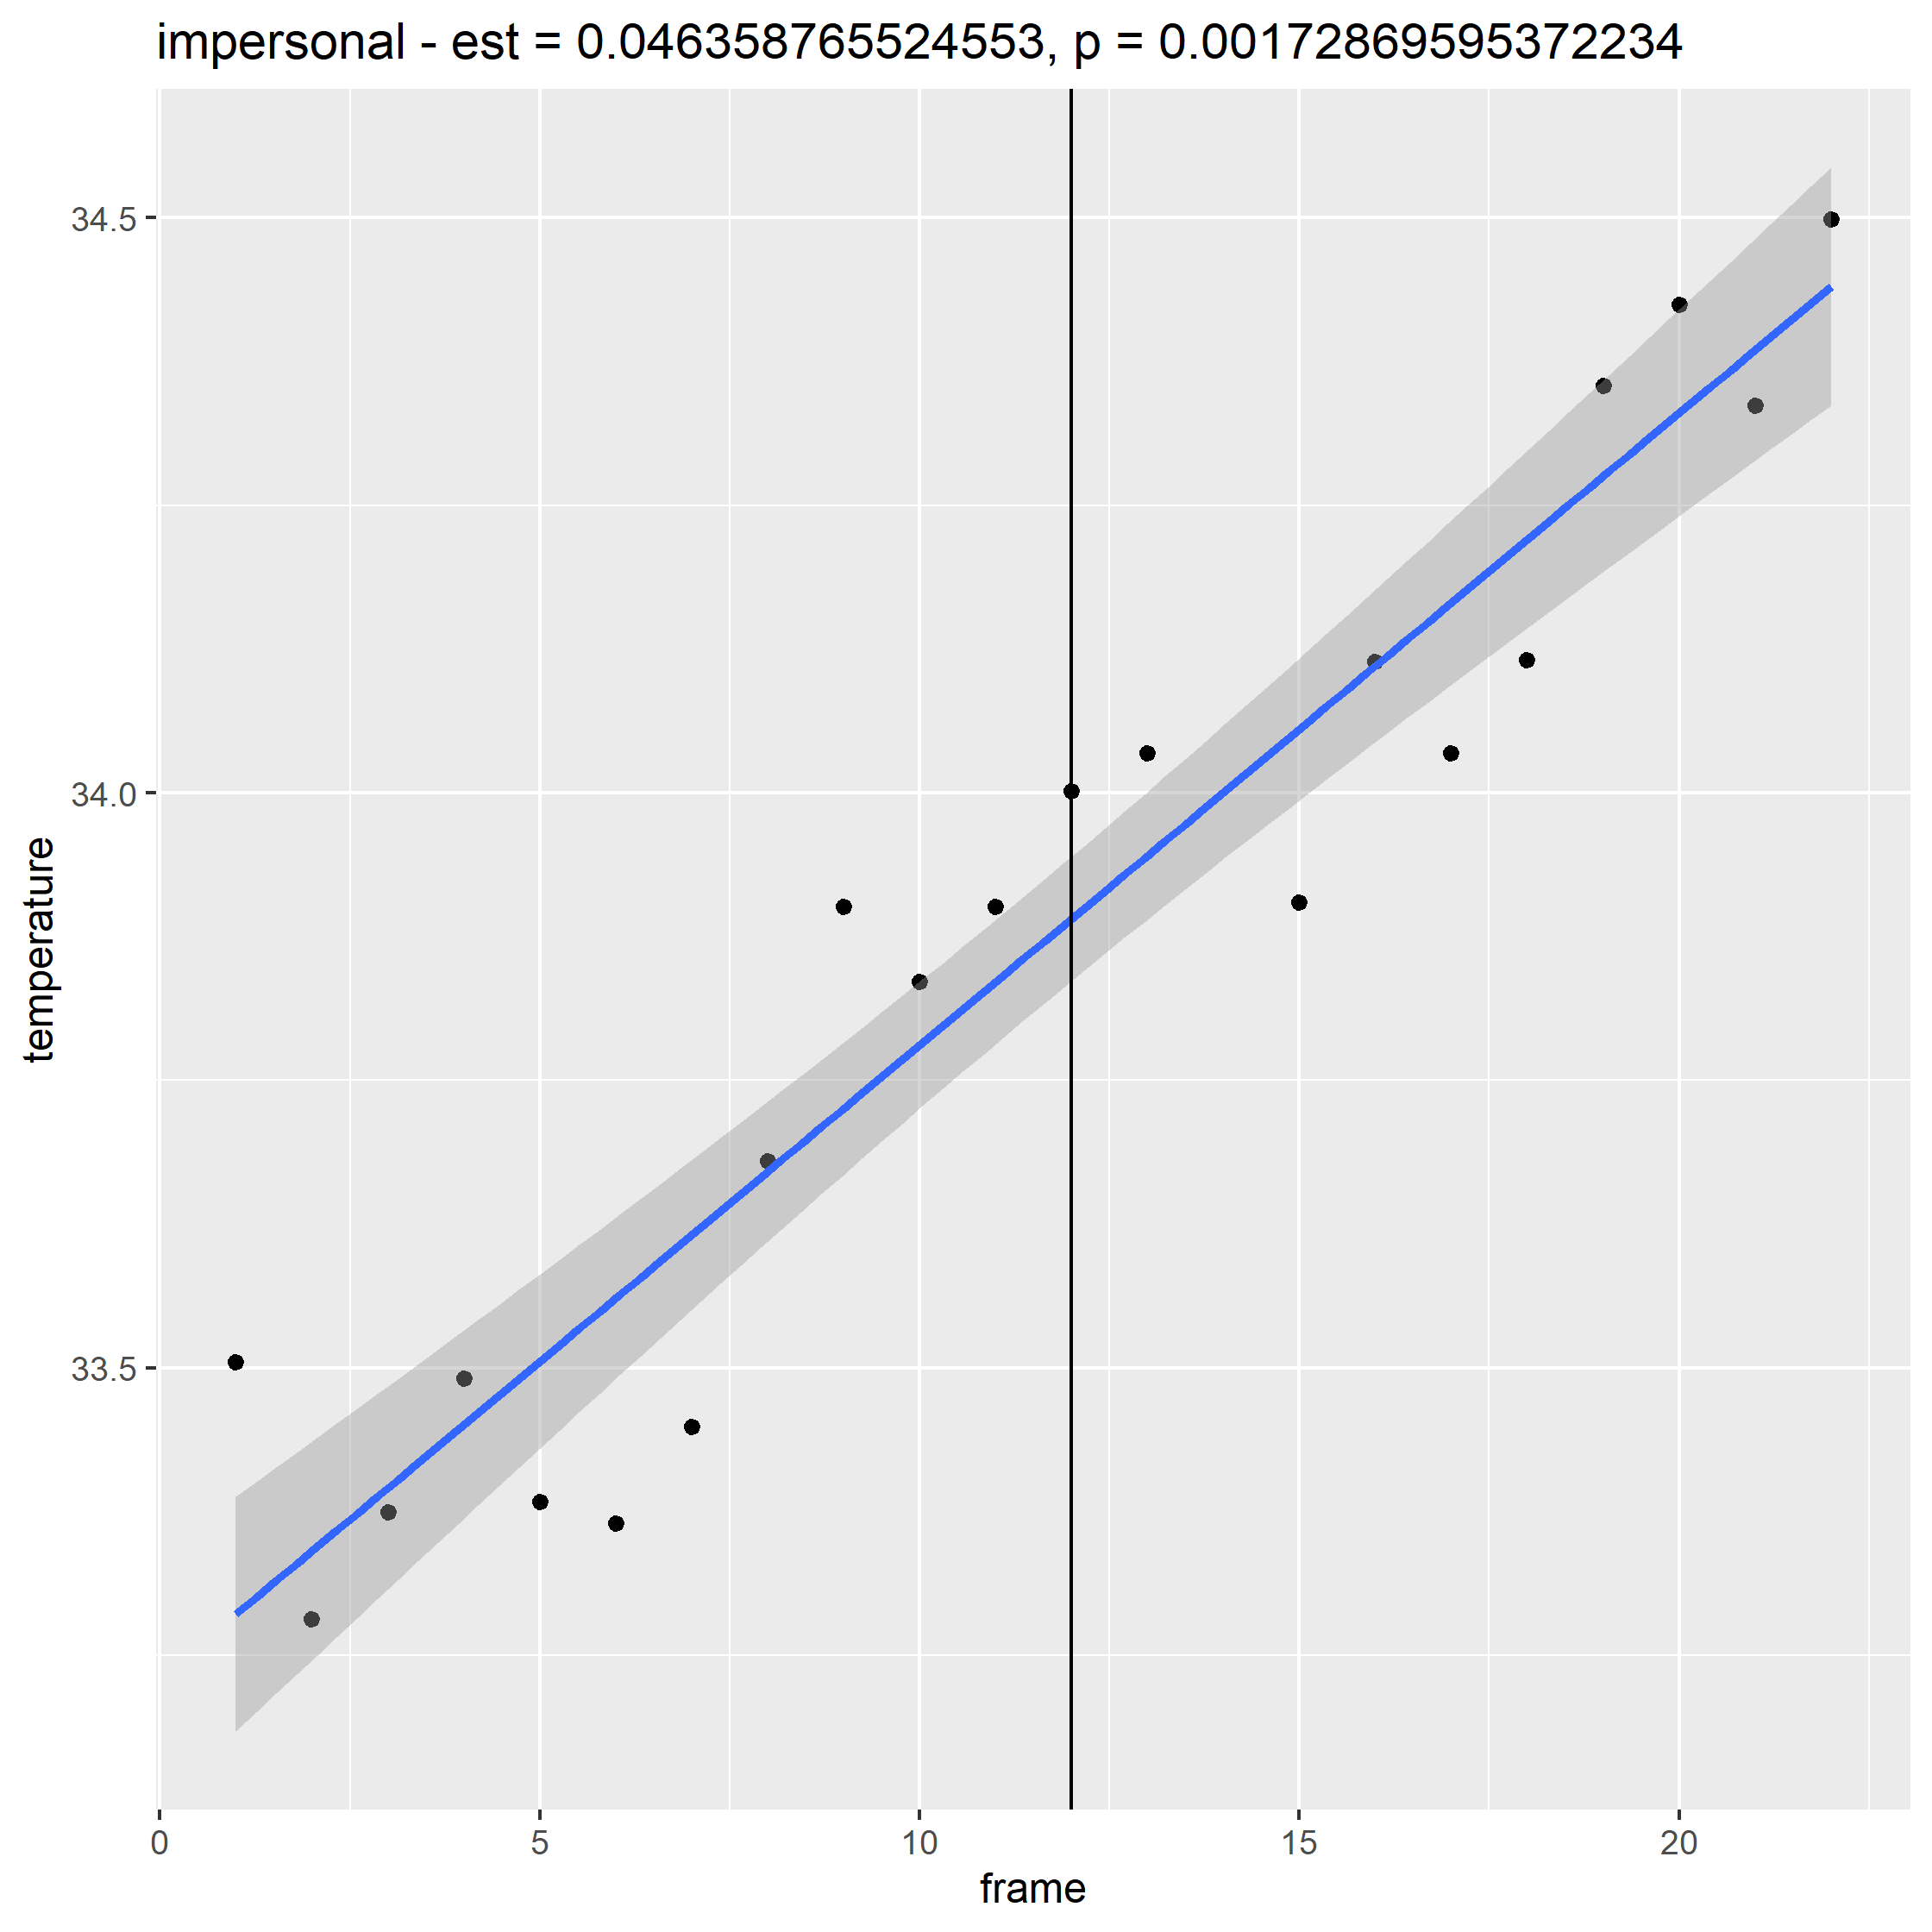 impersonal - est = 0.046358765524553, p = 0.00172869595372234
34.5
34.0
33.5
temperature
0 5 10 15 20
frame